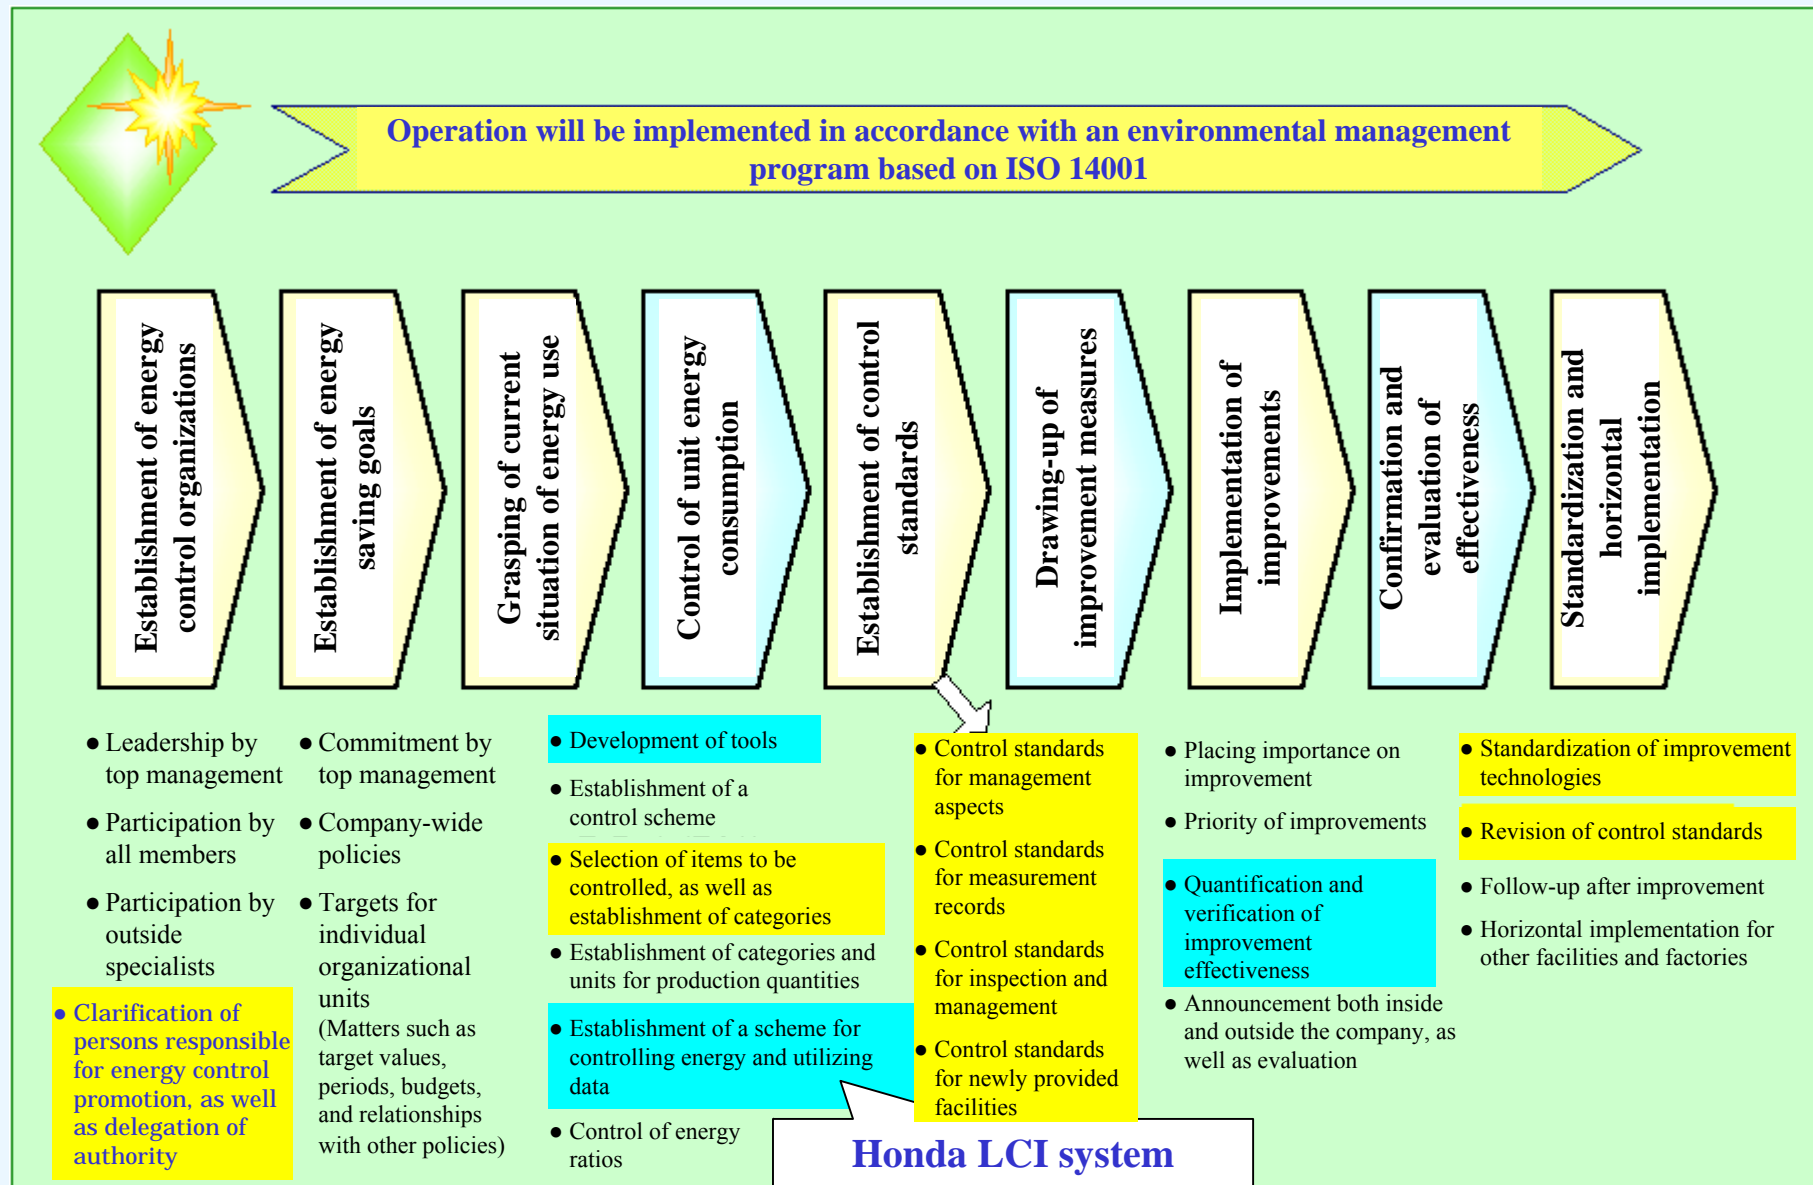 Operation will be implemented in accordance with an environmental management
program based on ISO 14001
Establishment of energy
control organizations
Establishment of energy
saving goals
Grasping of current
situation of energy use
Control of unit energy
consumption
Establishment of control
standards
Drawing-up of
improvement measures
Implementation of
improvements
Confirmation and
evaluation of
effectiveness
Standardization and
horizontal
implementation
● Leadership by
top management
● Participation by
all members
● Participation by
outside
specialists
● Clarification of
persons responsible
for energy control
promotion, as well
as delegation of
authority
● Commitment by
top management
● Company-wide
policies
● Targets for
individual
organizational
units
(Matters such as
target values,
periods, budgets,
and relationships
with other policies)
● Development of tools
● Establishment of a
control scheme
● Selection of items to be
controlled, as well as
establishment of categories
● Establishment of categories and
units for production quantities
● Establishment of a scheme for
controlling energy and utilizing
data
● Control of energy
ratios
● Control standards
for management
aspects
● Control standards
for measurement
records
● Control standards
for inspection and
management
● Control standards
for newly provided
facilities
Honda LCI system
● Placing importance on
improvement
● Priority of improvements
● Quantification and
verification of
improvement
effectiveness
● Announcement both inside
and outside the company, as
well as evaluation
● Standardization of improvement
technologies
● Revision of control standards
● Follow-up after improvement
● Horizontal implementation for
other facilities and factories